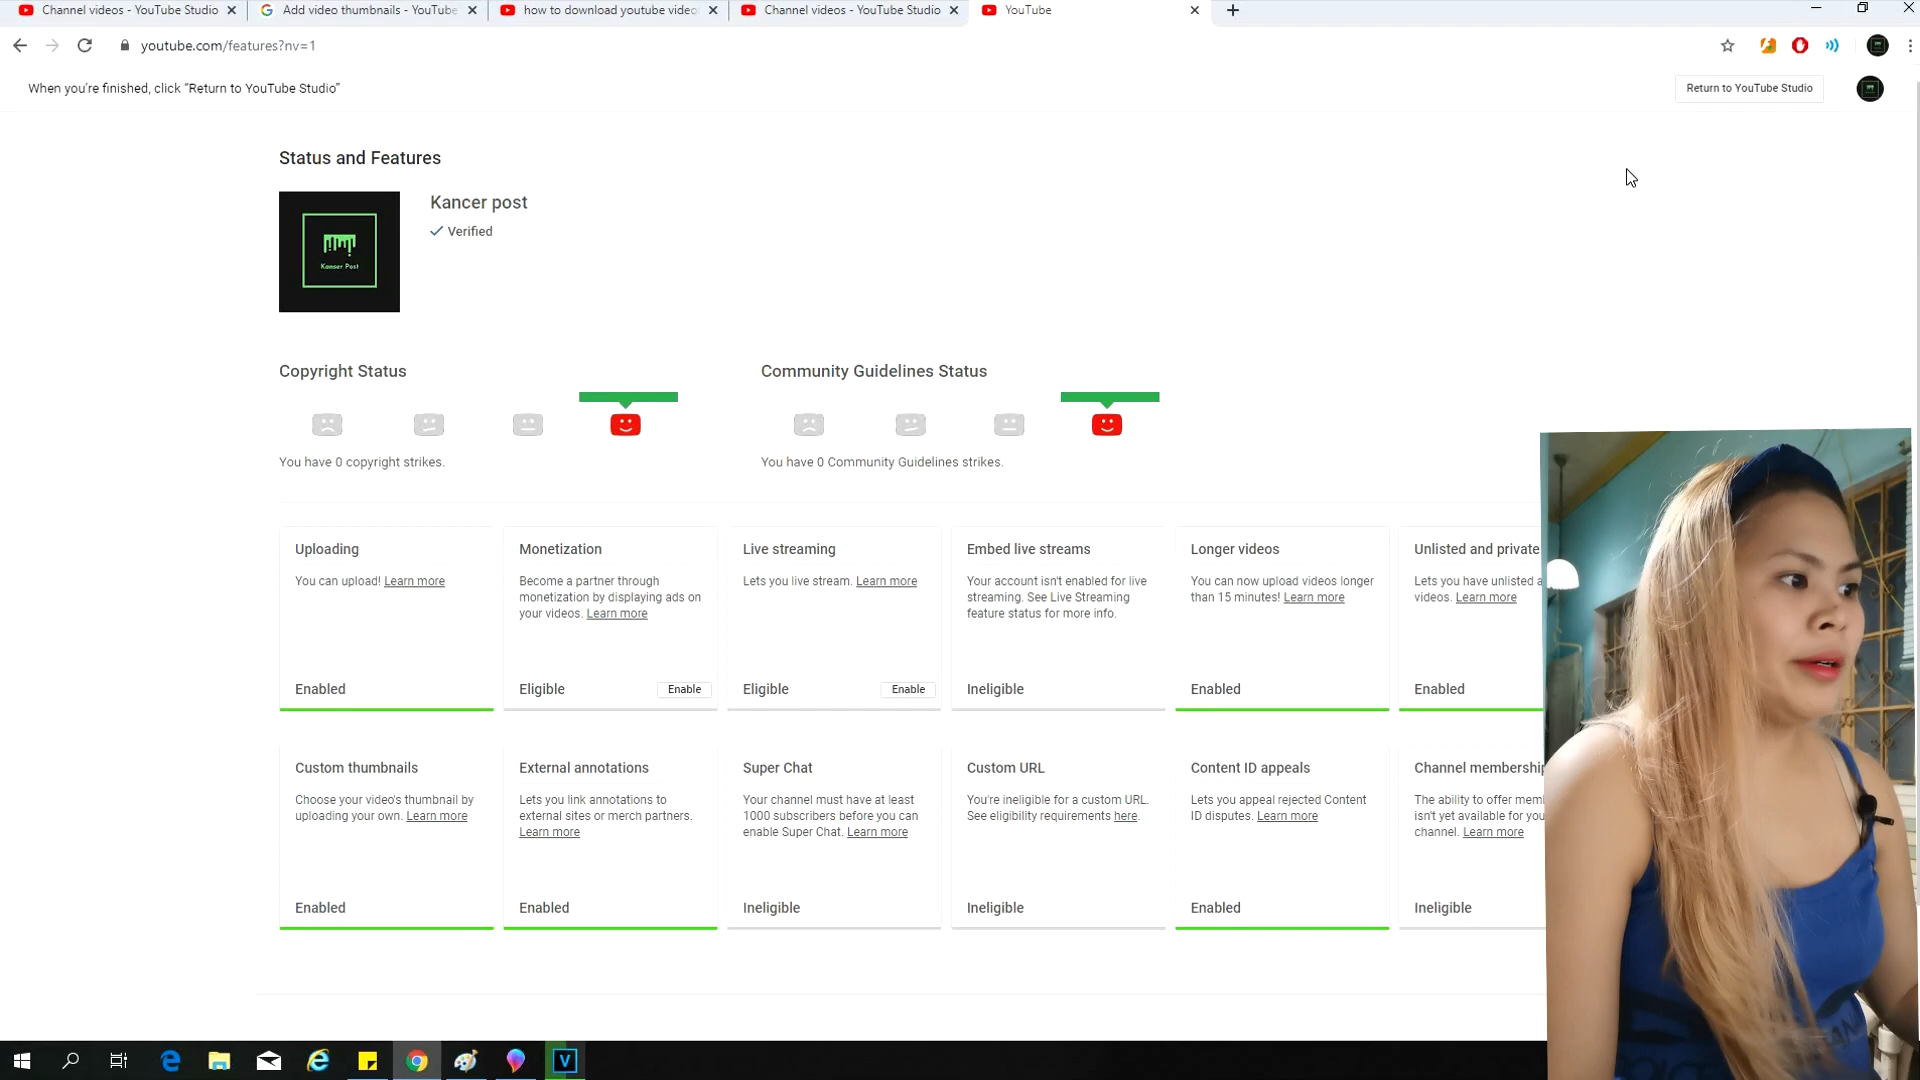 Channel videos - YouTube Studio
Add video thumbnails - YouTube
how to download youtube video
Channel videos - YouTube Studio
YouTube
youtube.com/features?nv=1
When you're finished, click "Return to YouTube Studio"
Return to YouTube Studio
Status and Features
Kanser Post
Kancer post
Verified
Copyright Status
Community Guidelines Status
You have 0 copyright strikes.
You have 0 Community Guidelines strikes.
Uploading
You can upload! Learn more
Enabled
Monetization
Become a partner through
monetization by displaying ads on
your videos. Learn more
Eligible
Enable
Live streaming
Lets you live stream. Learn more
Eligible
Enable
Embed live streams
Your account isn't enabled for live
streaming. See Live Streaming
feature status for more info.
Ineligible
Longer videos
You can now upload videos longer
than 15 minutes! Learn more
Enabled
Unlisted and private
Lets you have unlisted
videos. Learn more
Enabled
Custom thumbnails
Choose your video's thumbnail by
uploading your own. Learn more
Enabled
External annotations
Lets you link annotations to
external sites or merch partners.
Learn more
Enabled
Super Chat
Your channel must have at least
1000 subscribers before you can
enable Super Chat. Learn more
Ineligible
Custom URL
You're ineligible for a custom URL.
See eligibility requirements here.
Ineligible
Content ID appeals
Lets you appeal rejected Content
ID disputes. Learn more
Enabled
Channel membership
The ability to offer mem
isn't yet available for you
channel. Learn more
Ineligible
V